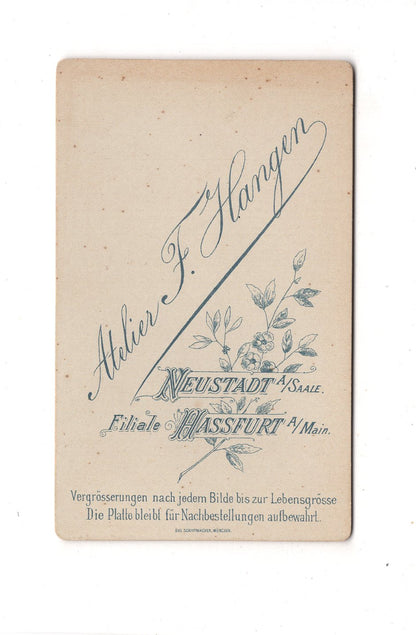 Atelier F. Hangen
NEUSTADT A/SAALE.
Filiale HASSFURT A/Main.
Vergrösserungen nach jedem Bilde bis zur Lebensgrösse
Die Platte bleibt für Nachbestellungen aufbewahrt.